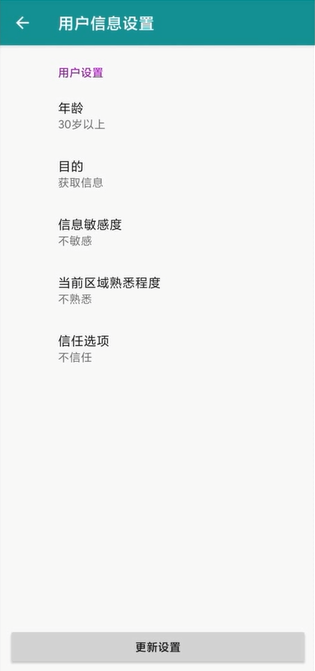 用户信息设置
用户设置
年龄
30岁以上
目的
获取信息
信息敏感度
不敏感
当前区域熟悉程度
不熟悉
信任选项
不信任
更新设置